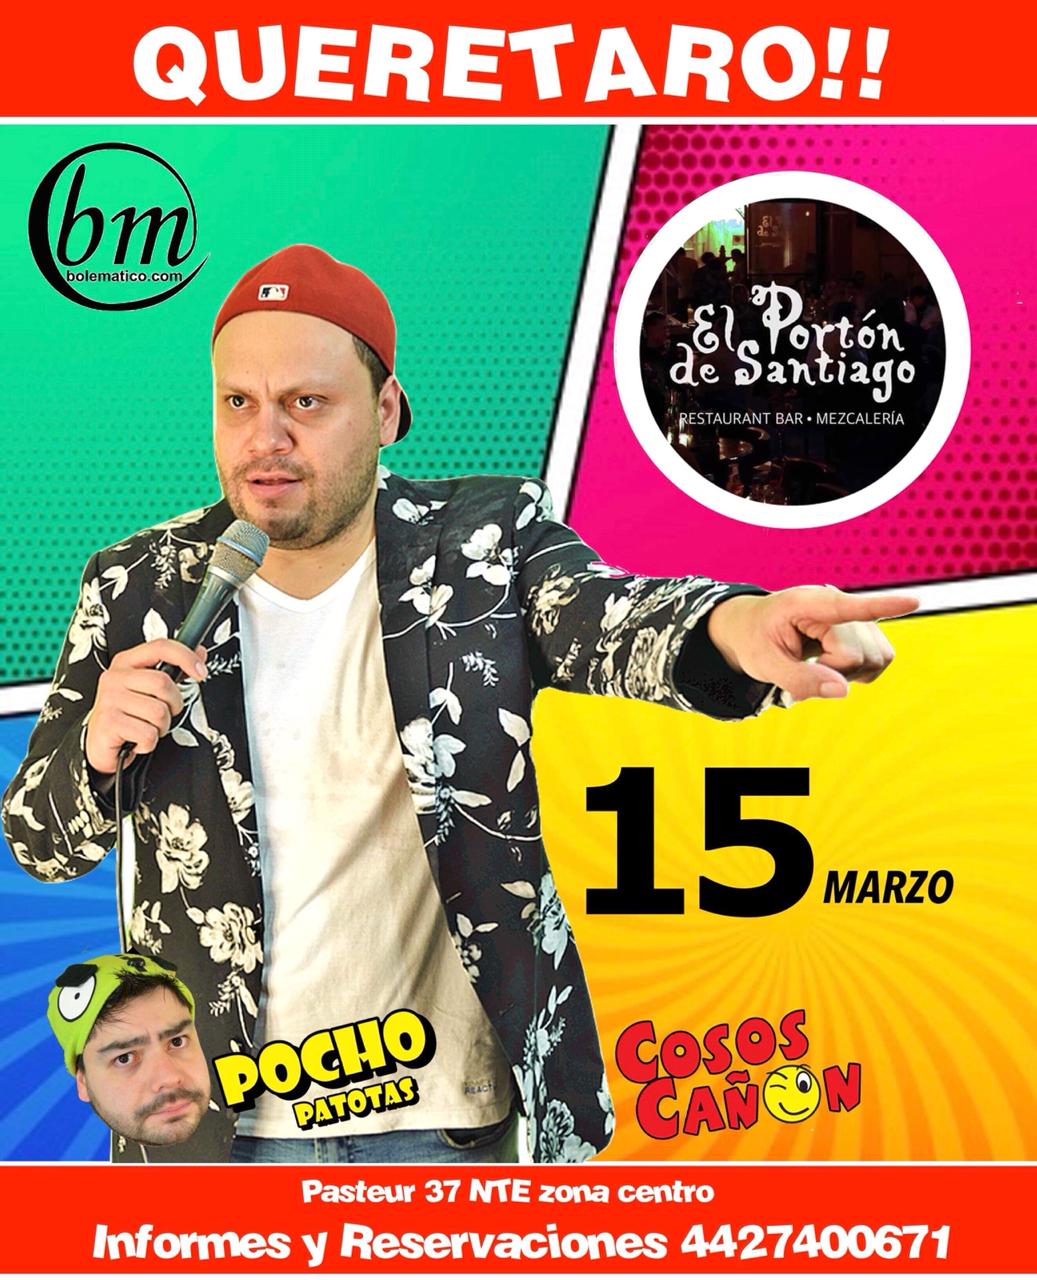 QUERETARO!!
bm
bolematico.com
El Portón
de Santiago
RESTAURANT BAR • MEZCALERÍA
15 MARZO
POCHO
PATOTAS
COSOS
CAÑON
Pasteur 37 NTE zona centro
Informes y Reservaciones 4427400671